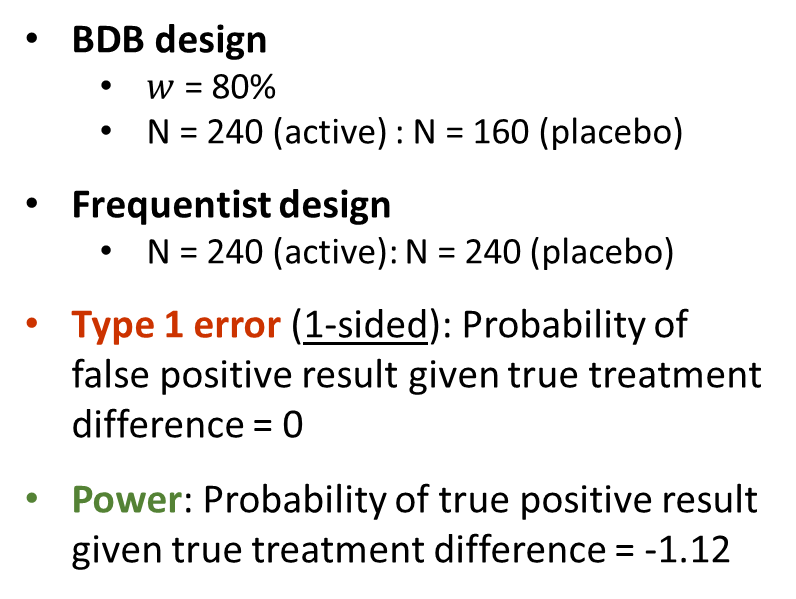 • BDB design
• w = 80%
• N = 240 (active) : N = 160 (placebo)
• Frequentist design
• N = 240 (active): N = 240 (placebo)
• Type 1 error (1-sided): Probability of
false positive result given true treatment
difference = 0
• Power: Probability of true positive result
given true treatment difference = -1.12